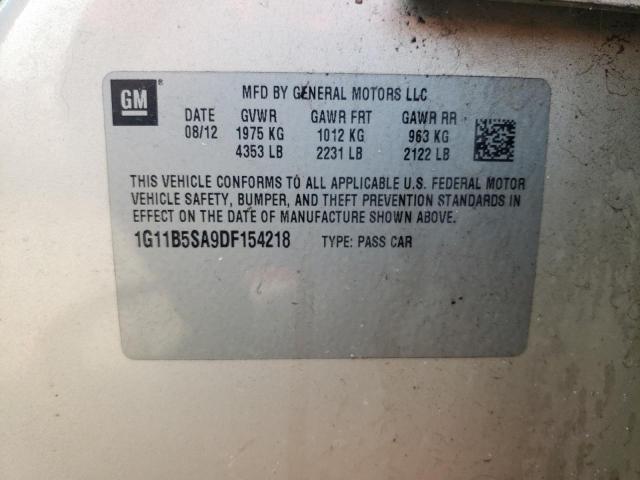 GM
MFD BY GENERAL MOTORS LLC
DATE GVWR GAWR FRT GAWR RR
08/12 1975 KG 1012 KG 963 KG
4353 LB 2231 LB 2122 LB
THIS VEHICLE CONFORMS TO ALL APPLICABLE U.S. FEDERAL MOTOR
VEHICLE SAFETY, BUMPER, AND THEFT PREVENTION STANDARDS IN
EFFECT ON THE DATE OF MANUFACTURE SHOWN ABOVE.
1G11B5SA9DF154218 TYPE: PASS CAR